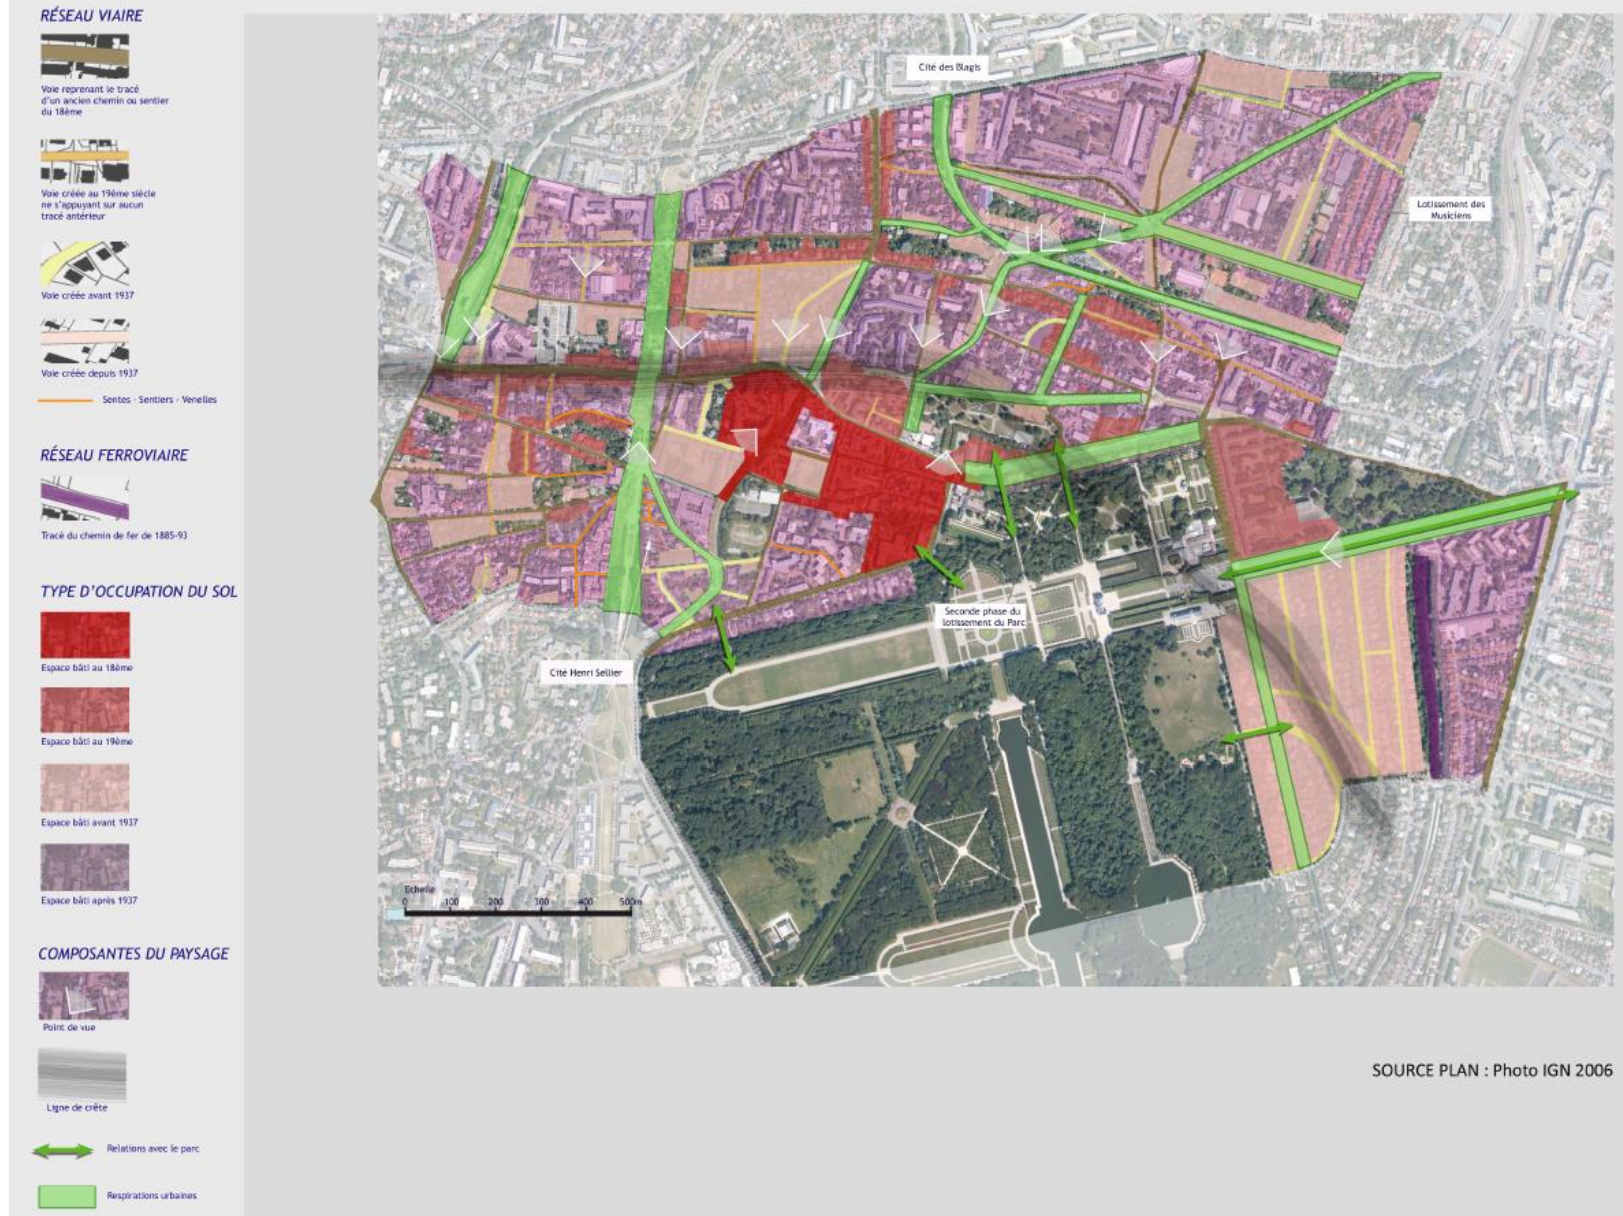 RÉSEAU VIAIRE
Voie reprenant le tracé
d'un ancien chemin ou sentier
du 18ème
Voie créée au 19ème siècle
ne s'appuyant sur aucun
tracé antérieur
Voie créée avant 1937
Voie créée depuis 1937
Sentes - Sentiers - Venelles
RÉSEAU FERROVIAIRE
Tracé du chemin de fer de 1885-93
TYPE D'OCCUPATION DU SOL
Espace bâti au 18ème
Espace bâti au 19ème
Espace bâti avant 1937
Espace bâti après 1937
COMPOSANTES DU PAYSAGE
Point de vue
Ligne de crête
Relations avec le parc
Respirations urbaines
Cité des Blagis
Lotissement des
Musiciens
Seconde phase du
lotissement du Parc
Cité Henri Sellier
Echelle
0 100 200 300 400 500m
SOURCE PLAN : Photo IGN 2006